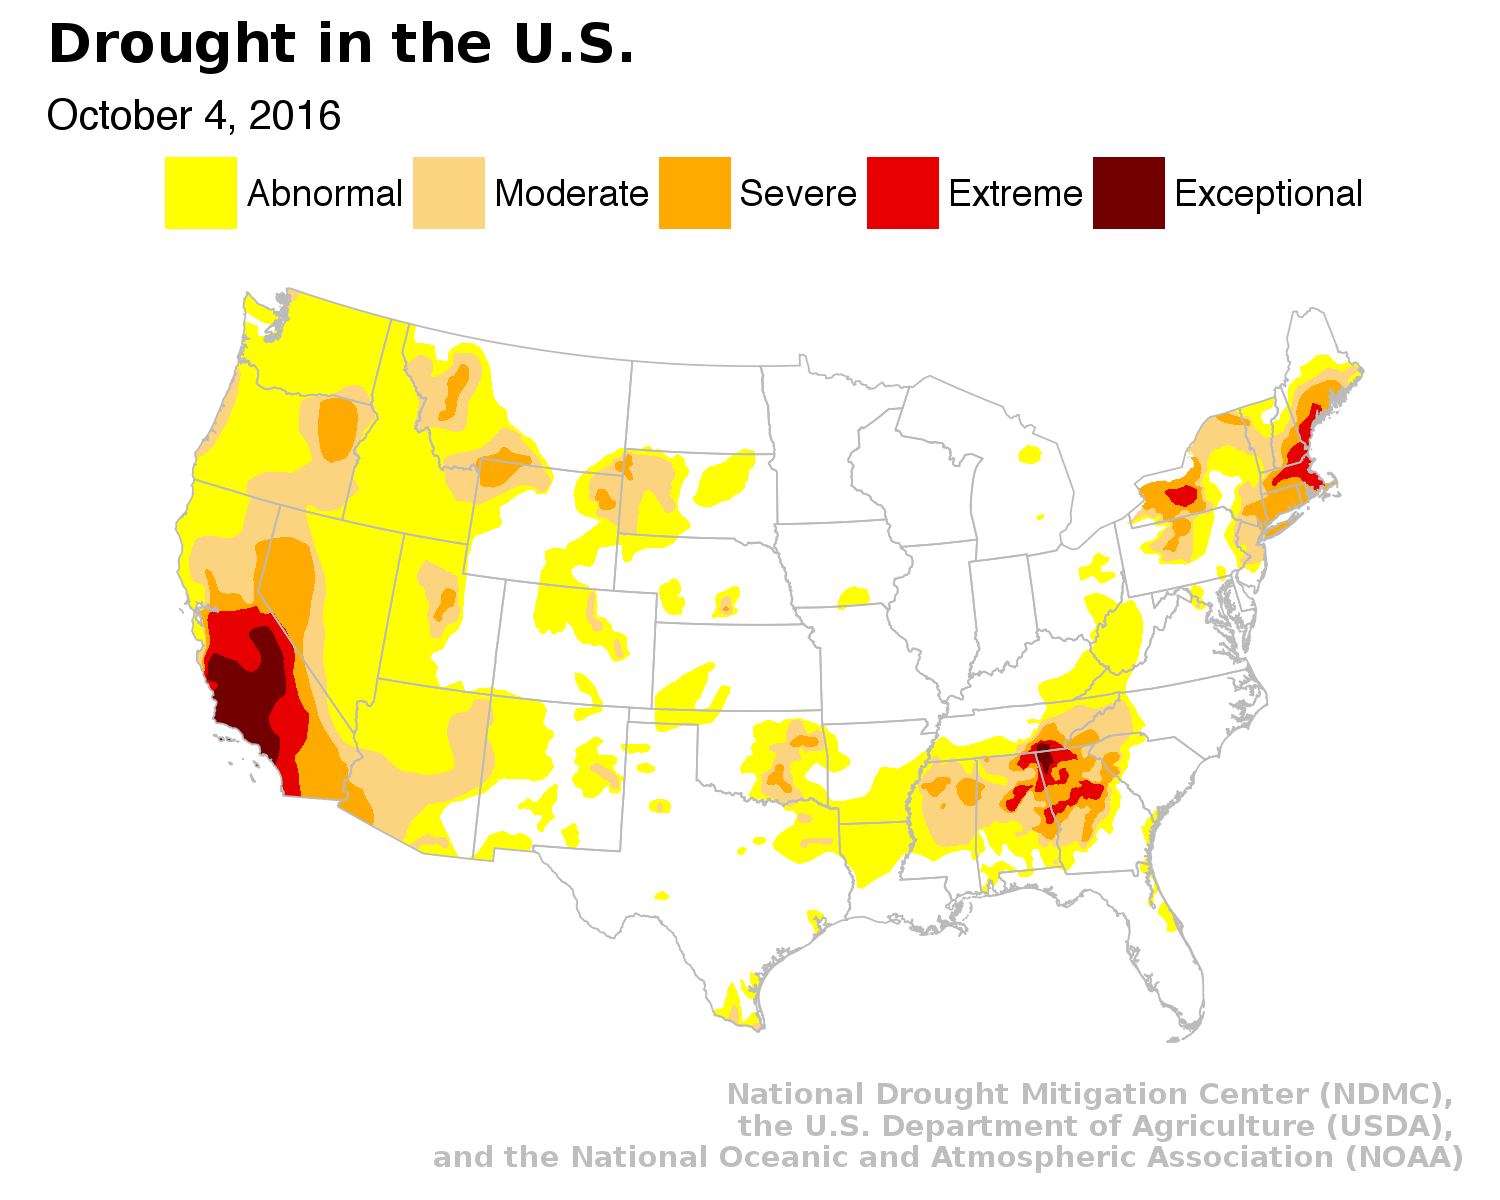 Drought in the U.S.
October 4, 2016
Abnormal Moderate Severe Extreme Exceptional
National Drought Mitigation Center (NDMC),
the U.S. Department of Agriculture (USDA),
and the National Oceanic and Atmospheric Association (NOAA)